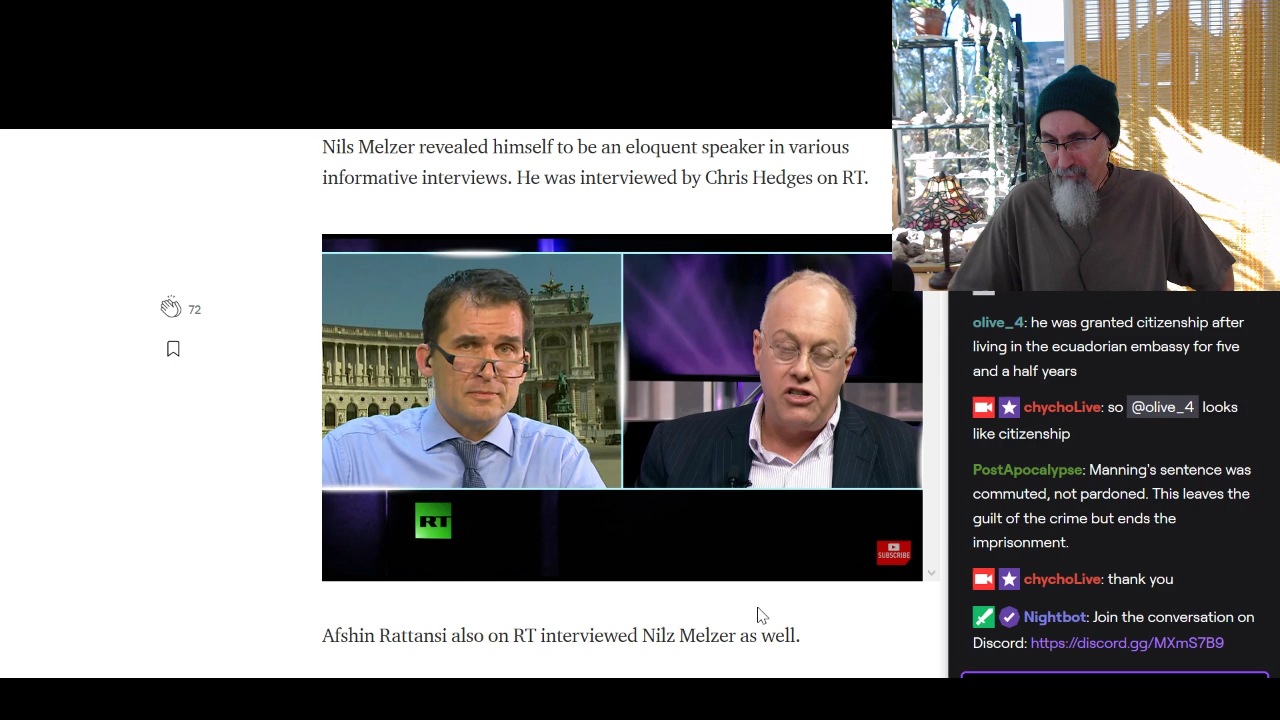 Nils Melzer revealed himself to be an eloquent speaker in various
informative interviews. He was interviewed by Chris Hedges on RT.
72
RT
SUBSCRIBE
Afshin Rattansi also on RT interviewed Nilz Melzer as well.
olive_4: he was granted citizenship after
living in the ecuadorian embassy for five
and a half years
chychoLive: so @olive_4 looks
like citizenship
PostApocalypse: Manning's sentence was
commuted, not pardoned. This leaves the
guilt of the crime but ends the
imprisonment.
chychoLive: thank you
Nightbot: Join the conversation on
Discord: https://discord.gg/MXmS7B9